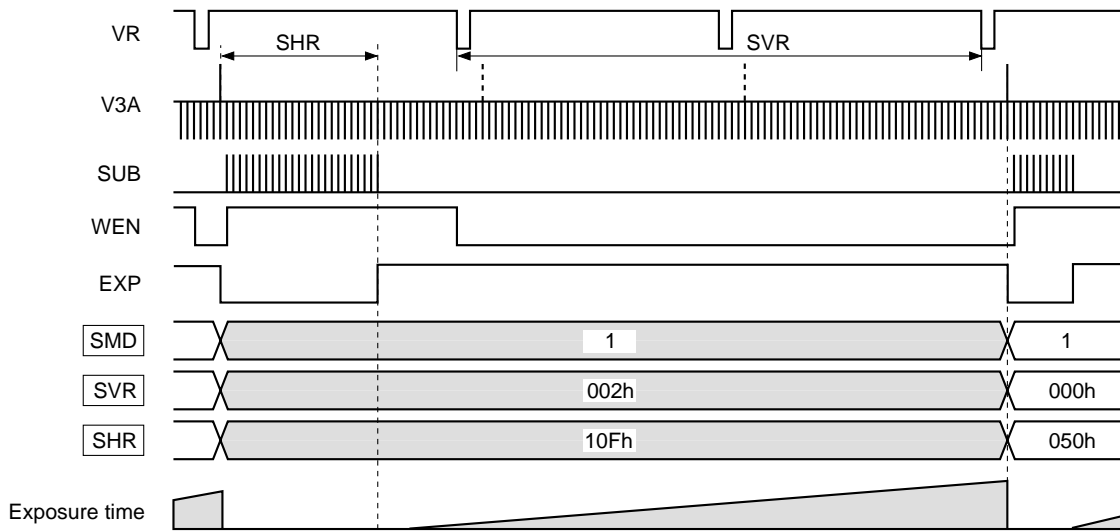 VR
SHR
SVR
V3A
SUB
WEN
EXP
SMD
1
1
SVR
002h
000h
SHR
10Fh
050h
Exposure time